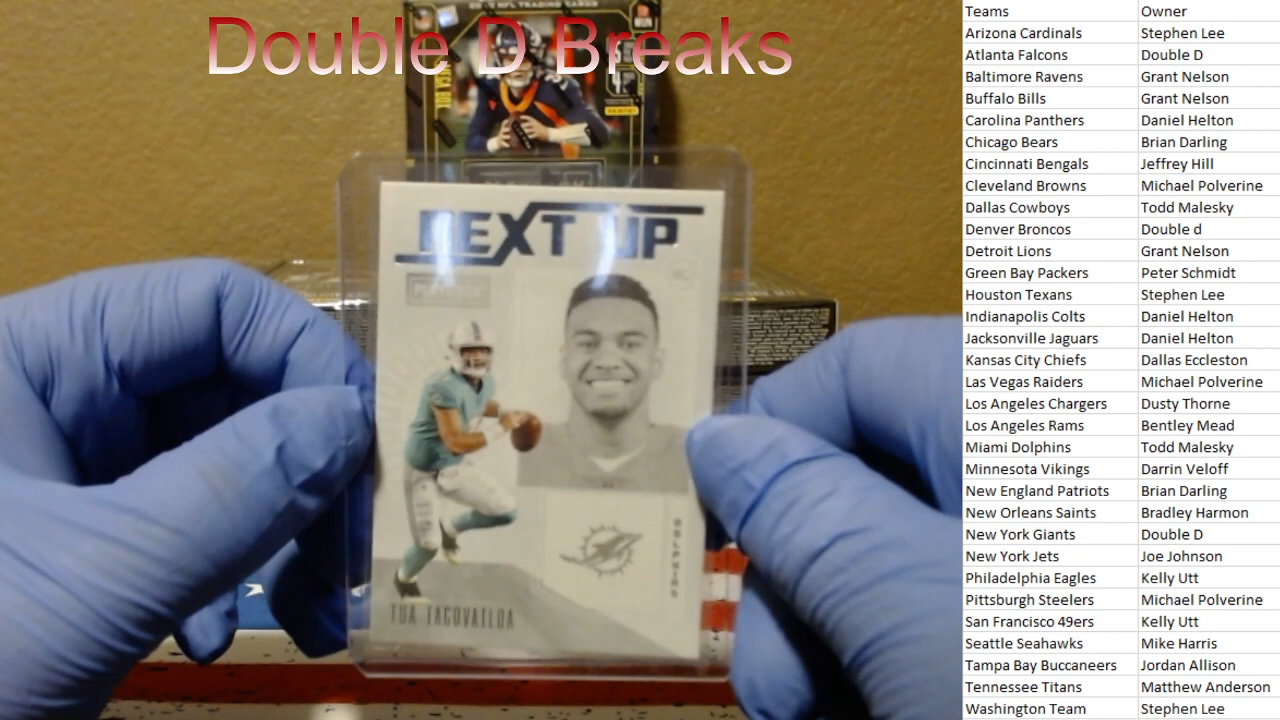 Double D Breaks
NEXT UP
DOLPHINS
TUA TAGOVAILOA
Teams Owner
Arizona Cardinals Stephen Lee
Atlanta Falcons Double D
Baltimore Ravens Grant Nelson
Buffalo Bills Grant Nelson
Carolina Panthers Daniel Helton
Chicago Bears Brian Darling
Cincinnati Bengals Jeffrey Hill
Cleveland Browns Michael Polverine
Dallas Cowboys Todd Malesky
Denver Broncos Double d
Detroit Lions Grant Nelson
Green Bay Packers Peter Schmidt
Houston Texans Stephen Lee
Indianapolis Colts Daniel Helton
Jacksonville Jaguars Daniel Helton
Kansas City Chiefs Dallas Eccleston
Las Vegas Raiders Michael Polverine
Los Angeles Chargers Dusty Thorne
Los Angeles Rams Bentley Mead
Miami Dolphins Todd Malesky
Minnesota Vikings Darrin Veloff
New England Patriots Brian Darling
New Orleans Saints Bradley Harmon
New York Giants Double D
New York Jets Joe Johnson
Philadelphia Eagles Kelly Utt
Pittsburgh Steelers Michael Polverine
San Francisco 49ers Kelly Utt
Seattle Seahawks Mike Harris
Tampa Bay Buccaneers Jordan Allison
Tennessee Titans Matthew Anderson
Washington Team Stephen Lee